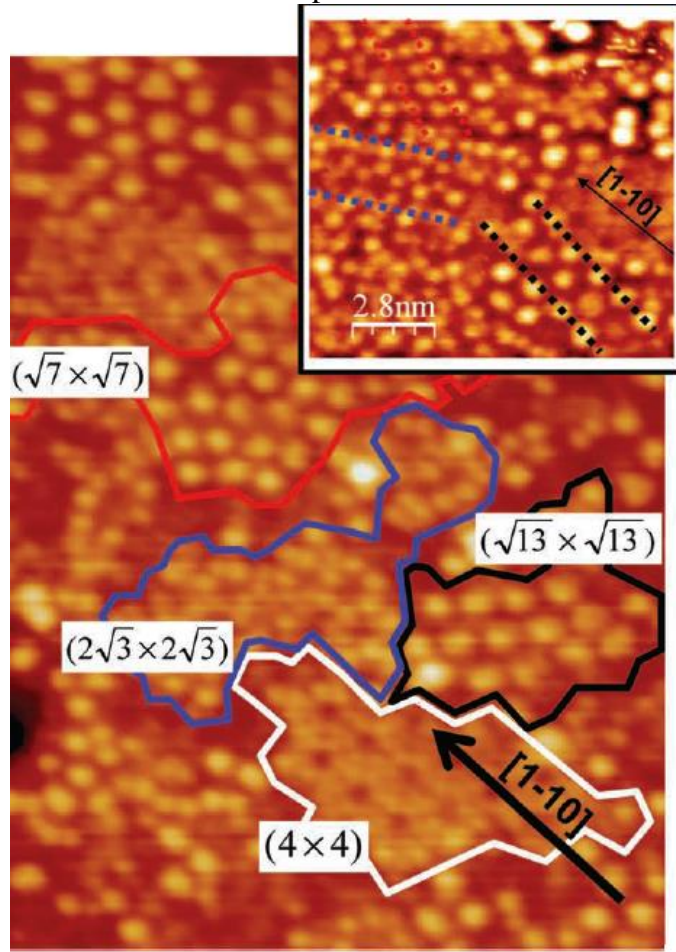 [1-10]
2.8nm
(√7 × √7)
(√13 × √13)
(2√3 × 2√3)
[1-10]
(4 × 4)